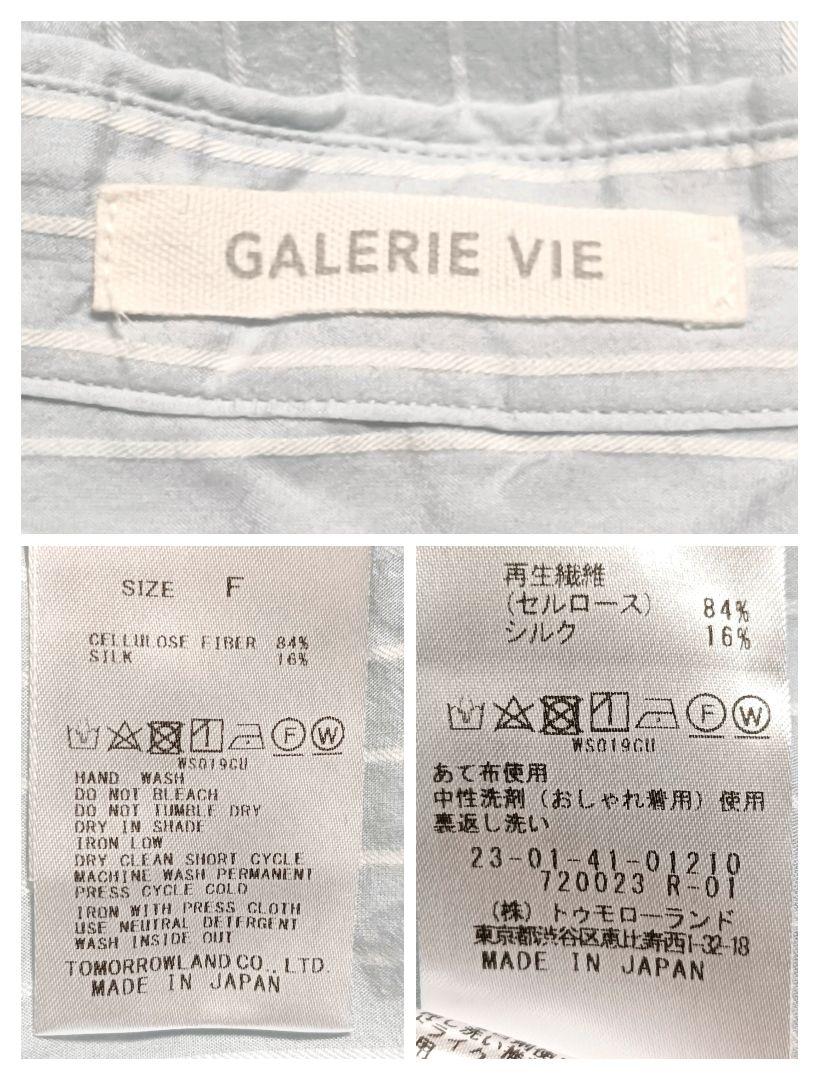 GALERIE VIE
SIZE F
CELLULOSE FIBER 84%
SILK 16%
F W
WS019CU
HAND WASH
DO NOT BLEACH
DO NOT TUMBLE DRY
DRY IN SHADE
IRON LOW
DRY CLEAN SHORT CYCLE
MACHINE WASH PERMANENT
PRESS CYCLE COLD
IRON WITH PRESS CLOTH
USE NEUTRAL DETERGENT
WASH INSIDE OUT
TOMORROWLAND CO., LTD.
MADE IN JAPAN
再生繊維
(セルロース) 84%
シルク 16%
F W
WS019CU
あて布使用
中性洗剤(おしゃれ着用)使用
裏返し洗い
23-01-41-01210
720023 R-01
(株)トゥモローランド
東京都渋谷区恵比寿西1-32-18
MADE IN JAPAN